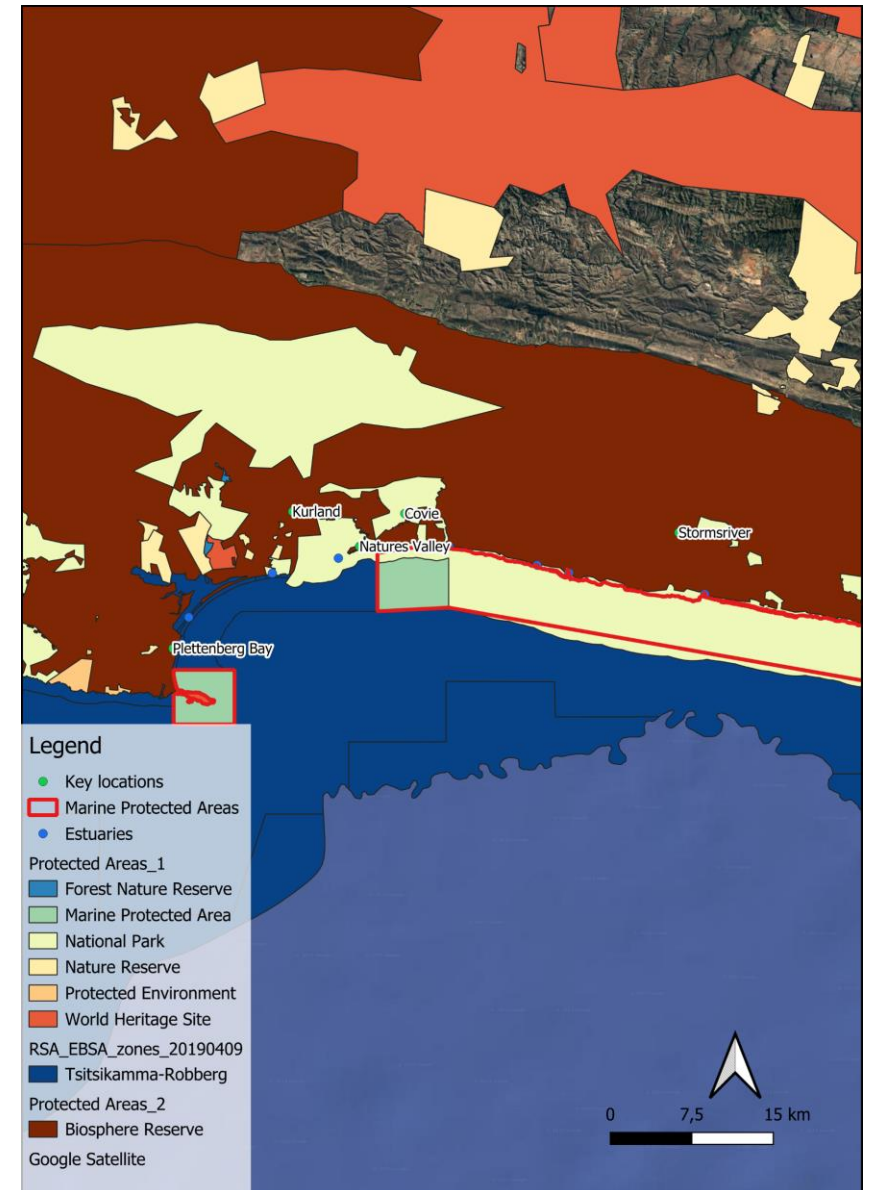 Kurland
Covie
Natures Valley
Stormsriver
Plettenberg Bay
Legend
Key locations
Marine Protected Areas
Estuaries
Protected Areas_1
Forest Nature Reserve
Marine Protected Area
National Park
Nature Reserve
Protected Environment
World Heritage Site
RSA_EBSA_zones_20190409
Tsitsikamma-Robberg
Protected Areas_2
Biosphere Reserve
Google Satellite
0 7,5 15 km